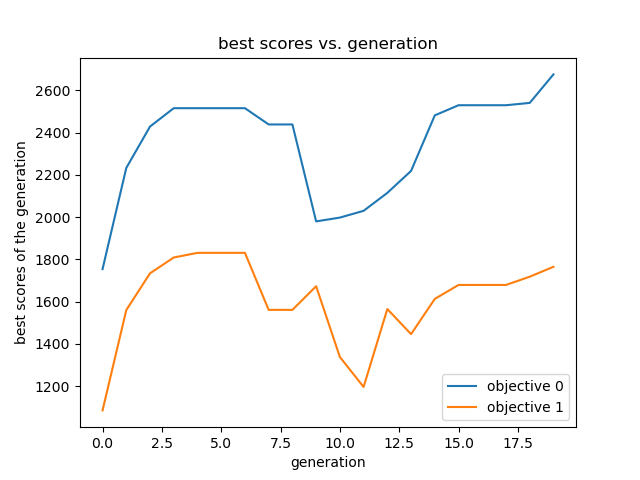 best scores vs. generation
best scores of the generation
2600
2400
2200
2000
1800
1600
1400
1200
0.0 2.5 5.0 7.5 10.0 12.5 15.0 17.5
generation
objective 0
objective 1